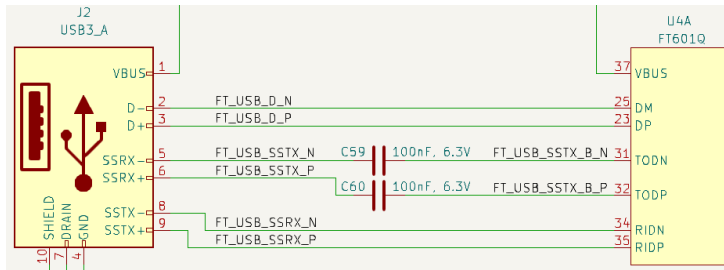 J2
USB3_A
U4A
FT601Q
VBUS 1
37 VBUS
D- 2 FT_USB_D_N 25 DM
D+ 3 FT_USB_D_P 23 DP
SSRX- 5 FT_USB_SSTX_N C59 100nF, 6.3V FT_USB_SSTX_B_N 31 TODN
SSRX+ 6 FT_USB_SSTX_P C60 100nF, 6.3V FT_USB_SSTX_B_P 32 TODP
SSTX- 8 FT_USB_SSRX_N 34 RIDN
SSTX+ 9 FT_USB_SSRX_P 35 RIDP
SHIELD
DRAIN
GND
10
7
4